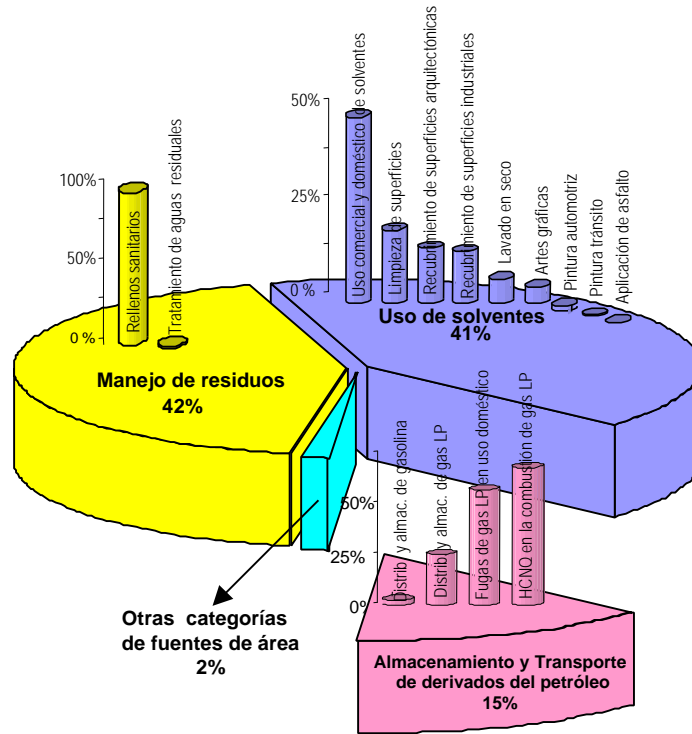 50%
25%
0 %
Uso comercial y doméstico de solventes
Limpieza de superficies
Recubrimiento de superficies arquitectónicas
Recubrimiento de superficies industriales
Lavado en seco
Artes gráficas
Pintura automotriz
Pintura tránsito
Aplicación de asfalto
Uso de solventes
41%
100%
50%
0 %
Rellenos sanitarios
Tratamiento de aguas residuales
Manejo de residuos
42%
50%
25%
0%
Distrib. y almac. de gasolina
Distrib. y almac. de gas LP
Fugas de gas LP en uso doméstico
HCNQ en la combustión de gas LP
Otras categorías
de fuentes de área
2%
Almacenamiento y Transporte
de derivados del petróleo
15%